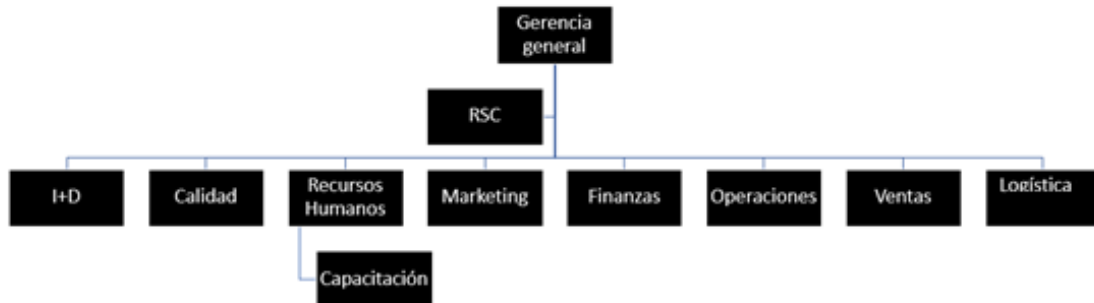 Gerencia
general
RSC
I+D
Calidad
Recursos
Humanos
Marketing
Finanzas
Operaciones
Ventas
Logística
Capacitación